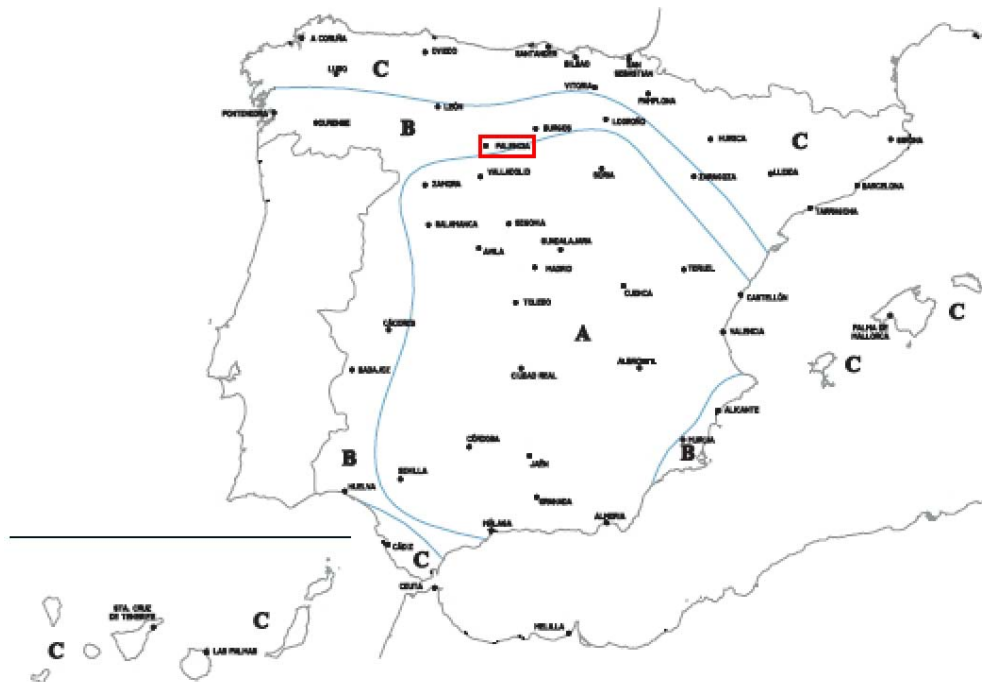 A CORUÑA
OVIEDO
SANTANDER
BILBAO
SAN
SEBASTIÁN
LUGO
C
VITORIA
PAMPLONA
PONTEVEDRA
OURENSE
B
LEÓN
BURGOS
LOGROÑO
HUESCA
C
GIRONA
PALENCIA
VALLADOLID
SORIA
ZARAGOZA
LLEIDA
BARCELONA
ZAMORA
TARRAGONA
SALAMANCA
SEGOVIA
GUADALAJARA
AVILA
MADRID
TERUEL
CUENCA
CASTELLÓN
TOLEDO
C
CÁCERES
A
VALENCIA
PALMA DE
MALLORCA
C
BADAJOZ
CIUDAD REAL
ALBACETE
ALICANTE
CÓRDOBA
MURCIA
B
B
JAÉN
SEVILLA
HUELVA
GRANADA
MÁLAGA
ALMERIA
CÁDIZ
C
CEUTA
MELILLA
STA. CRUZ
DE TENERIFE
C
C
LAS PALMAS